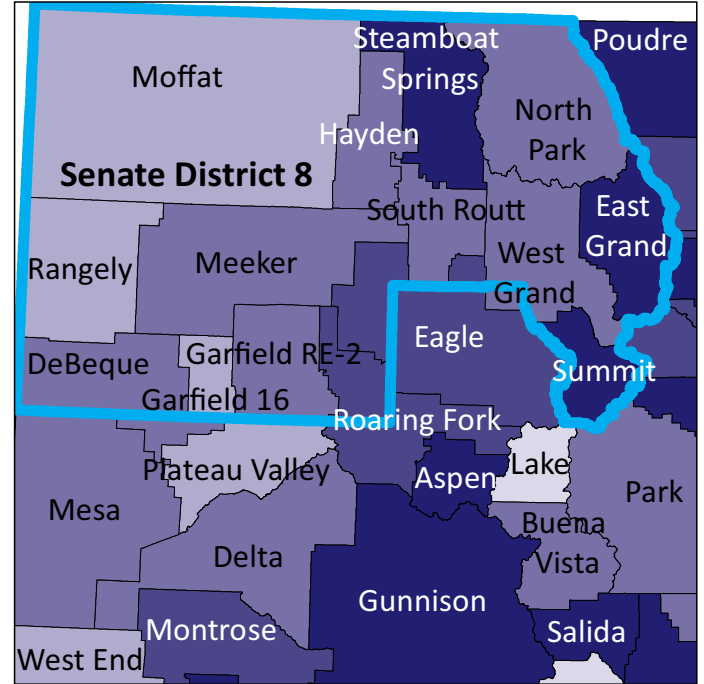 Steamboat
Springs
Poudre
Moffat
North
Park
Hayden
Senate District 8
South Routt
East
Grand
Rangely
Meeker
West
Grand
Eagle
DeBeque
Garfield RE-2
Summit
Garfield 16
Roaring Fork
Plateau Valley
Aspen
Lake
Park
Mesa
Buena
Vista
Delta
Gunnison
Montrose
Salida
West End